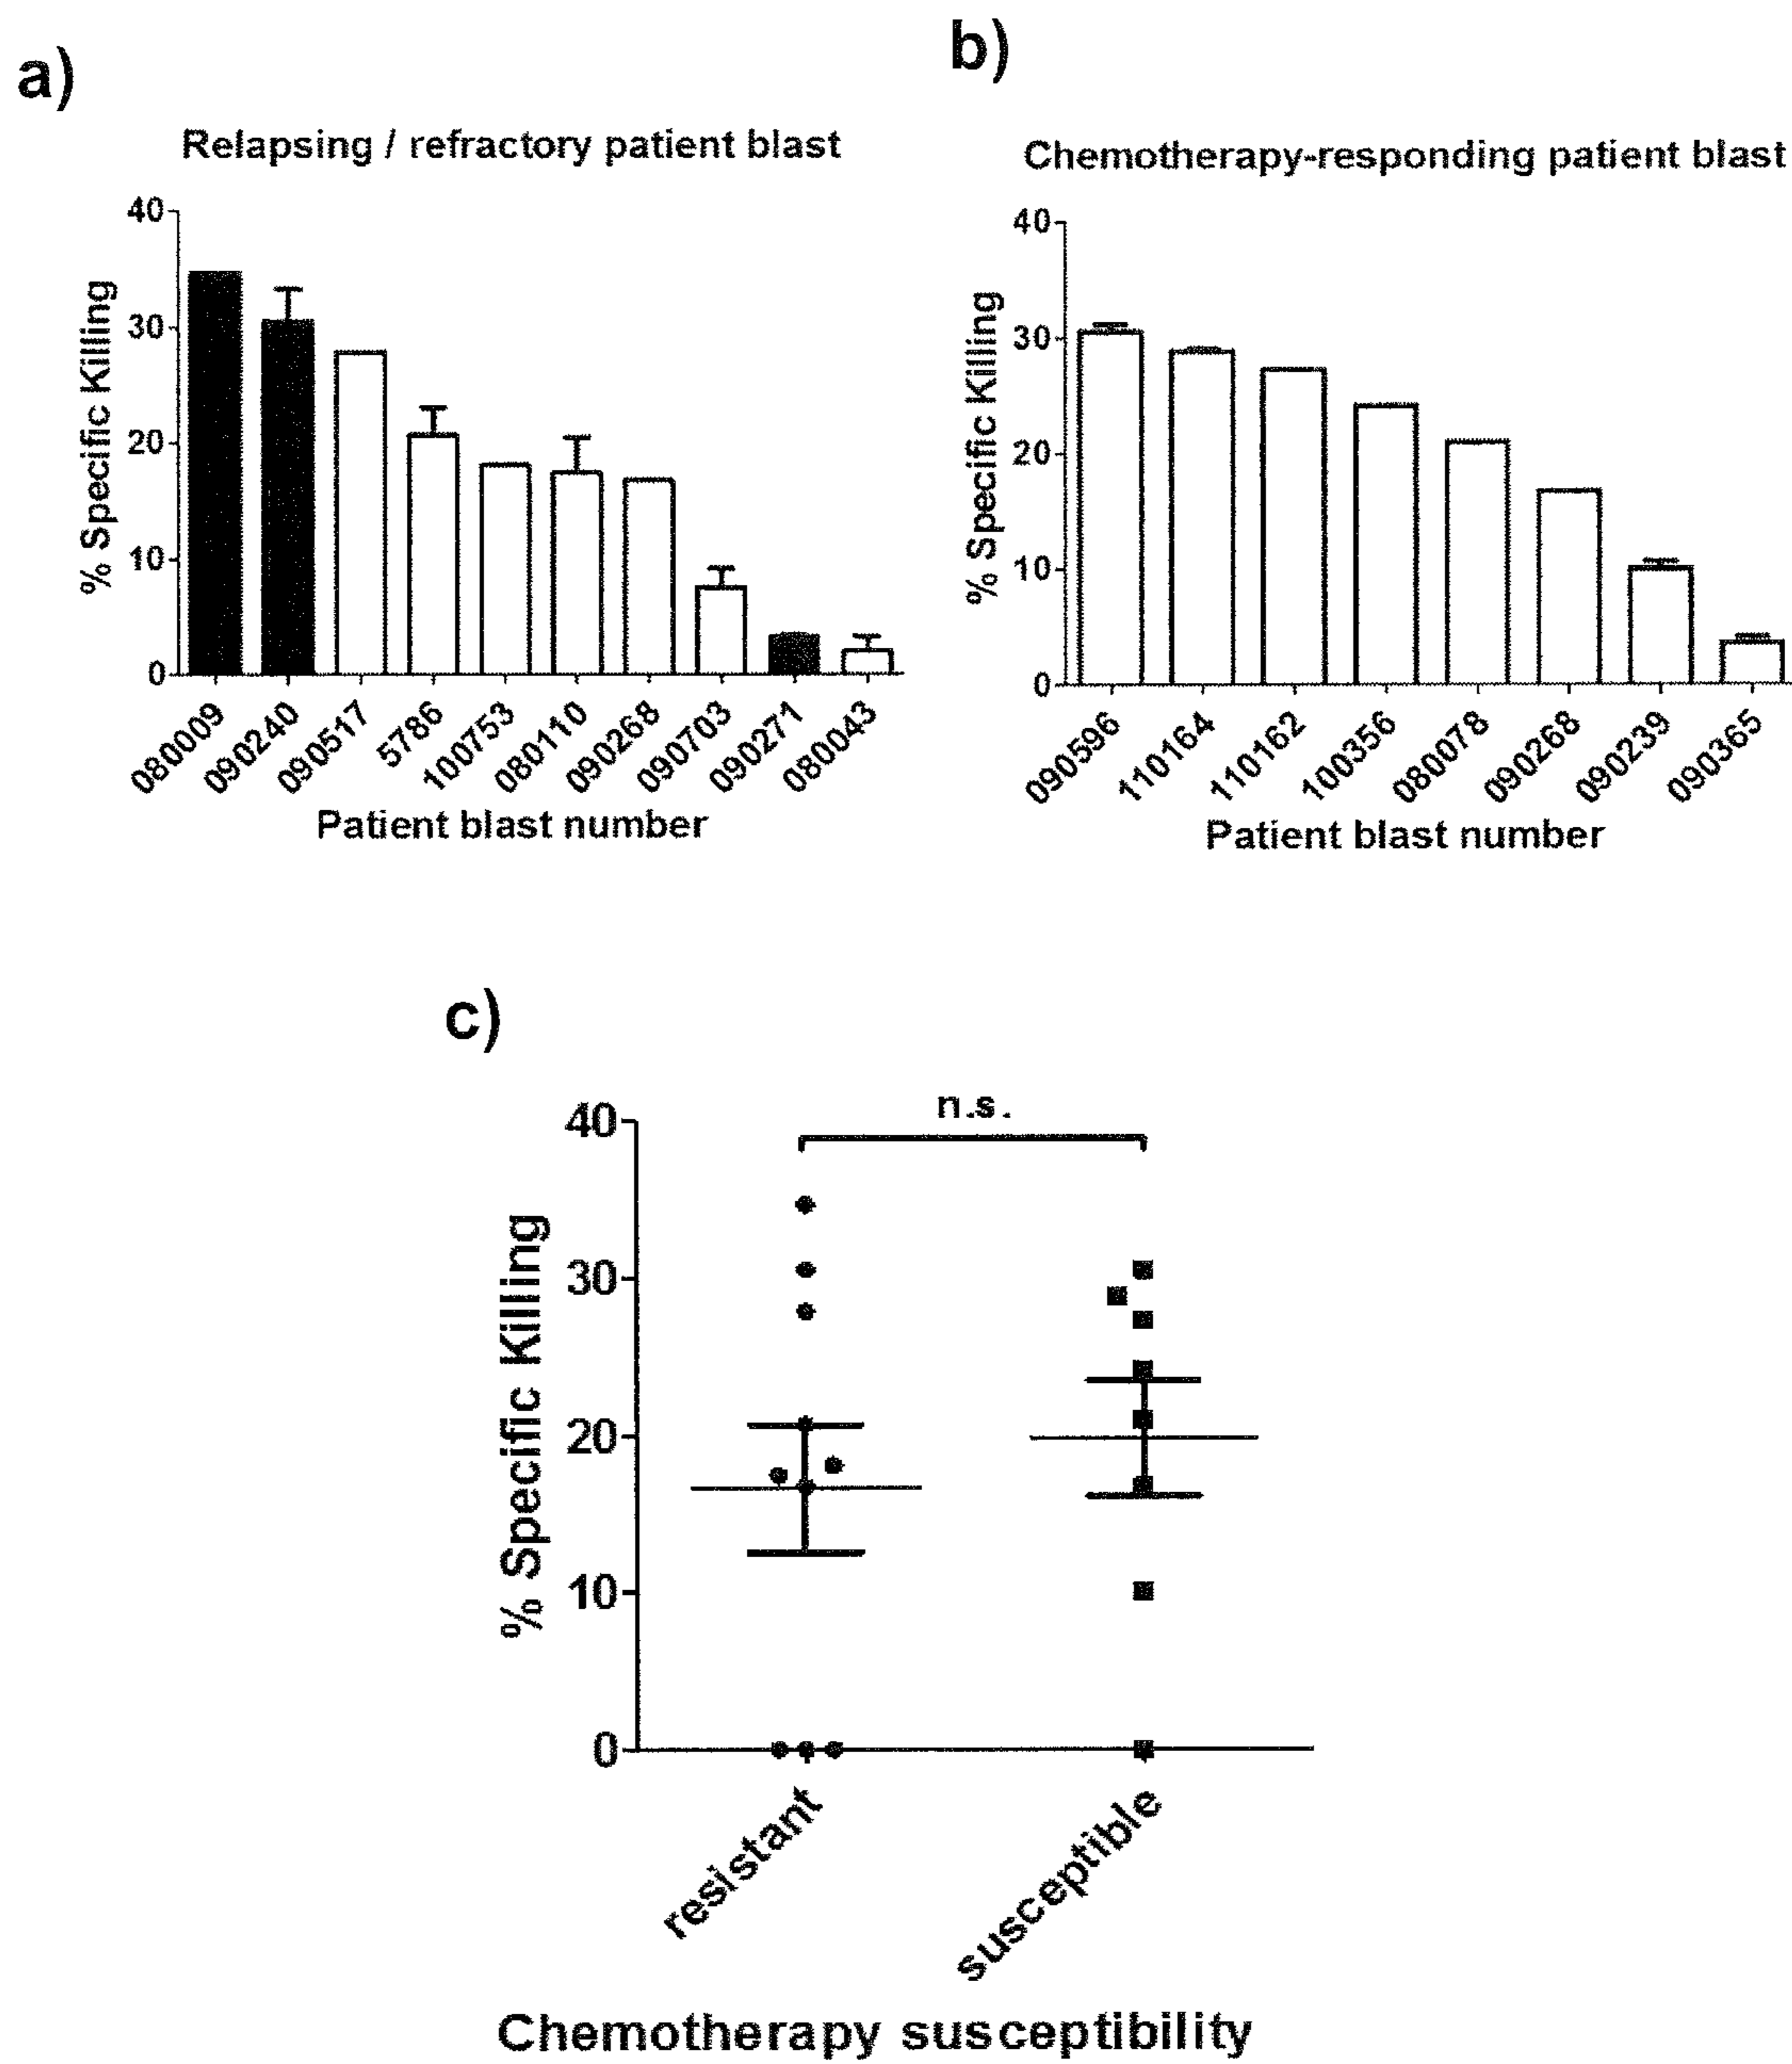 a)
Relapsing / refractory patient blast
% Specific Killing
40
30
20
10
0
080009
090240
090517
5786
100753
080110
090268
090703
090271
080043
Patient blast number
b)
Chemotherapy-responding patient blast
% Specific Killing
40
30
20
10
0
090596
110164
110162
100356
080078
090268
090239
090365
Patient blast number
c)
n.s.
% Specific Killing
40
30
20
10
0
resistant
susceptible
Chemotherapy susceptibility